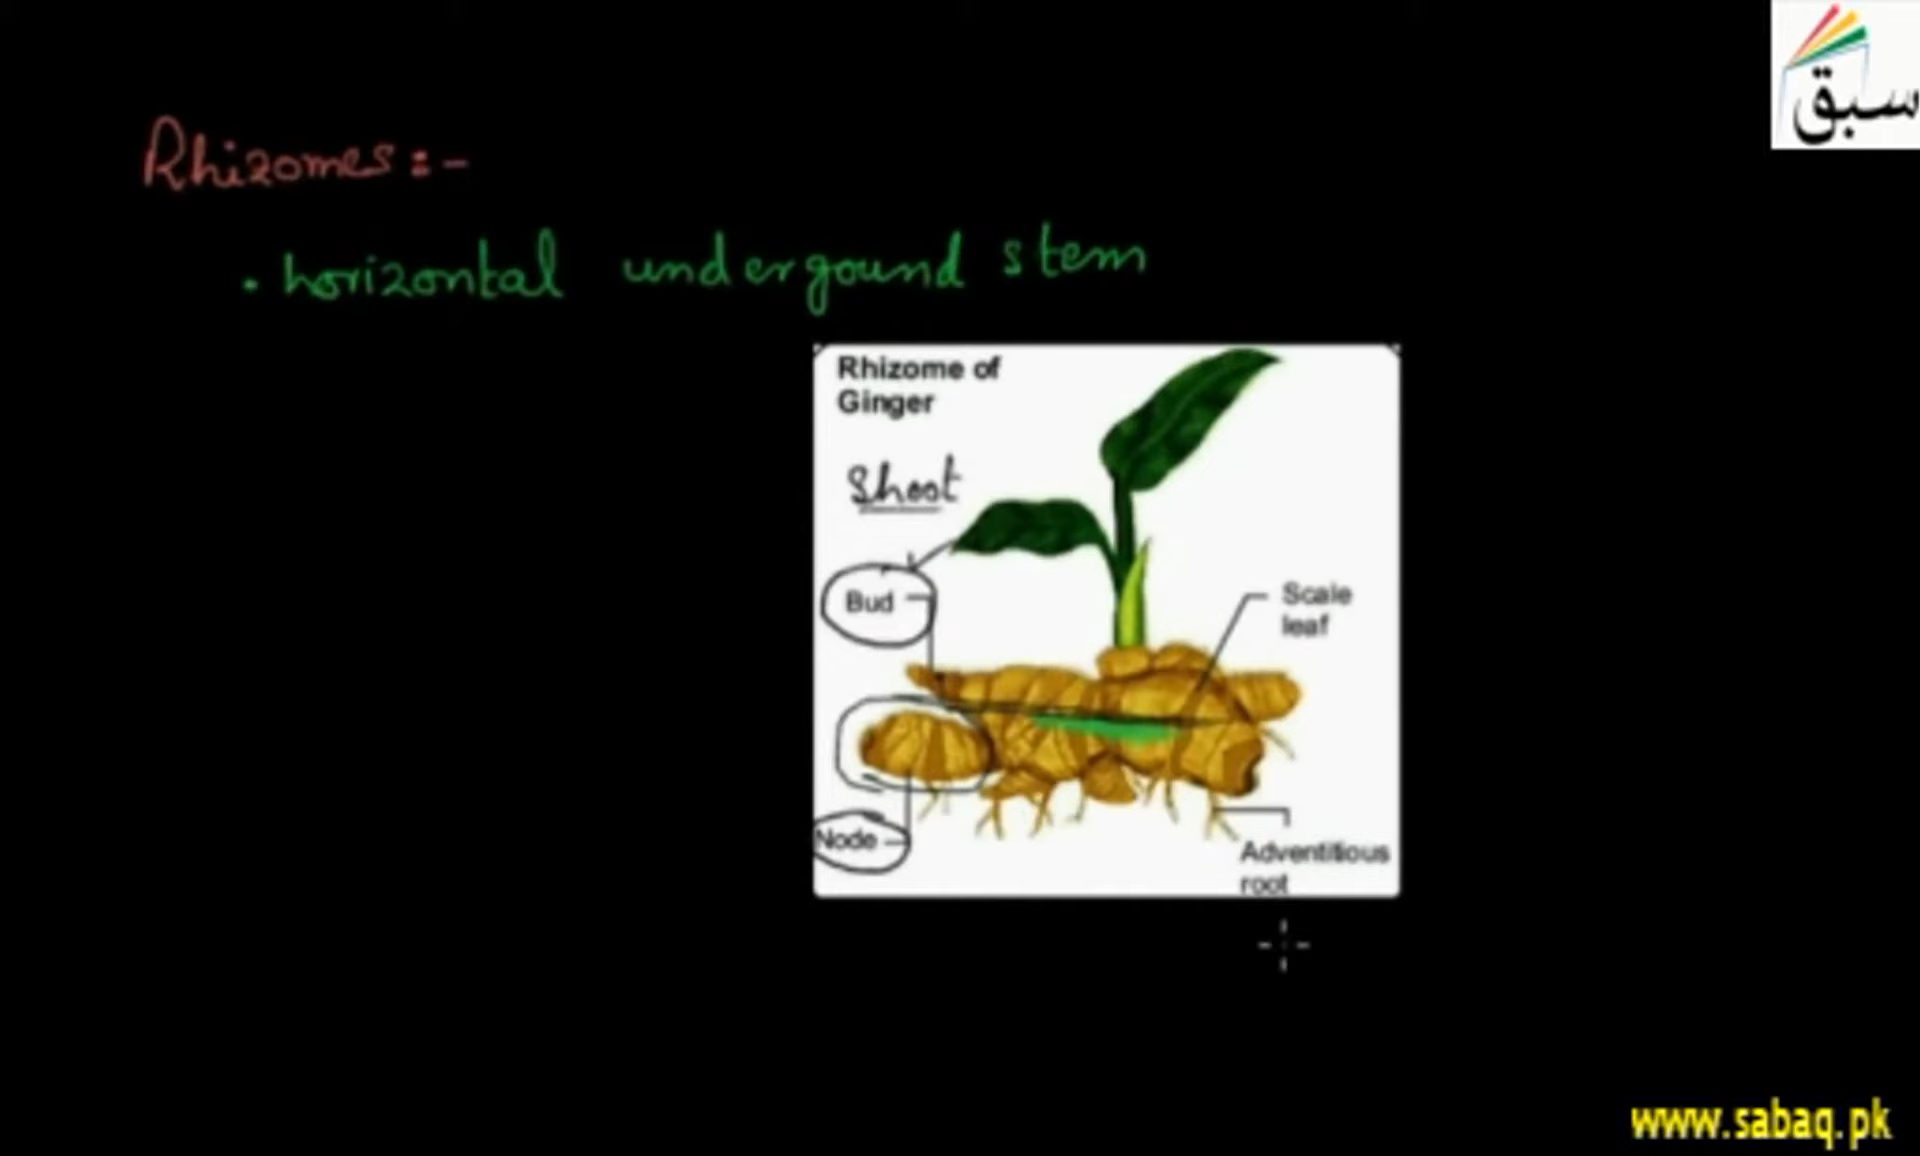 سبق
Rhizomes:-
• horizontal undergound stem
Rhizome of
Ginger
Shoot
Bud
Scale
leaf
Node
Adventitious
root
www.sabaq.pk